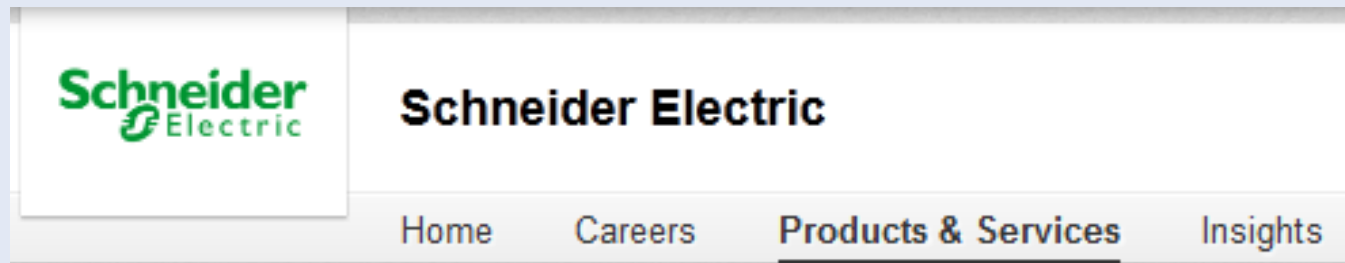 Schneider
Electric
Schneider Electric
Home Careers Products & Services Insights